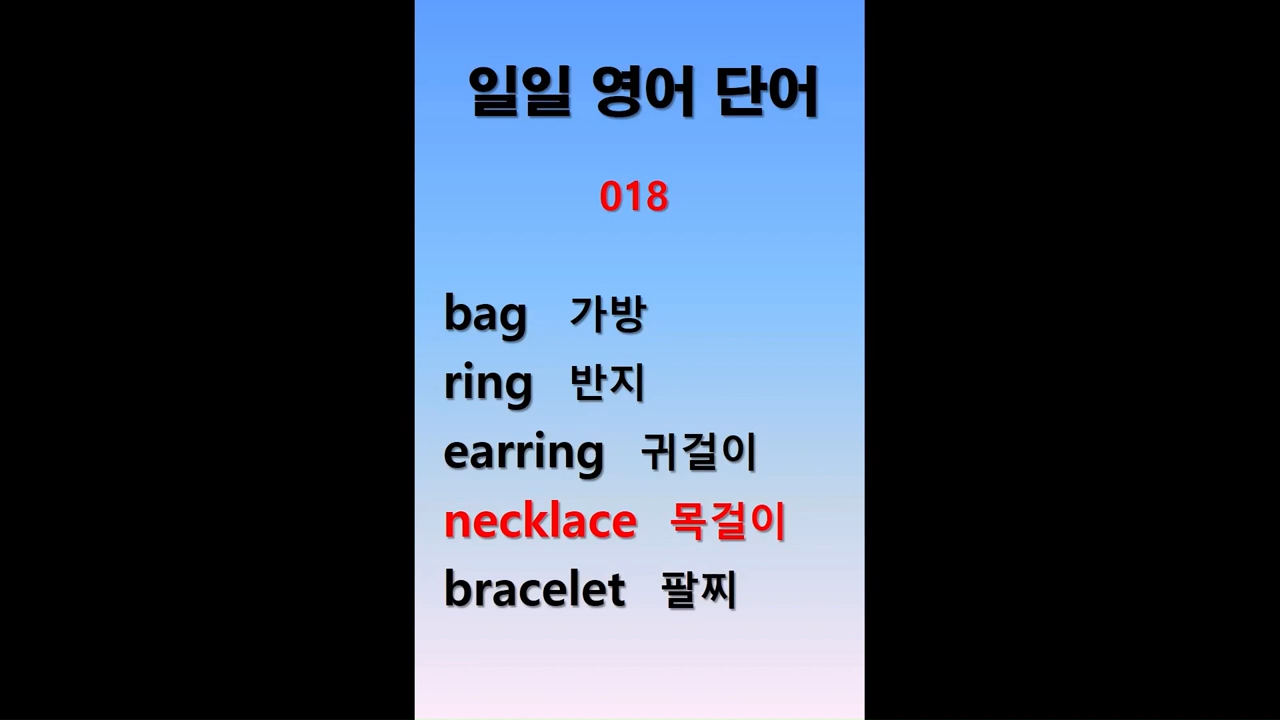 일일 영어 단어
018
bag 가방
ring 반지
earring 귀걸이
necklace 목걸이
bracelet 팔찌